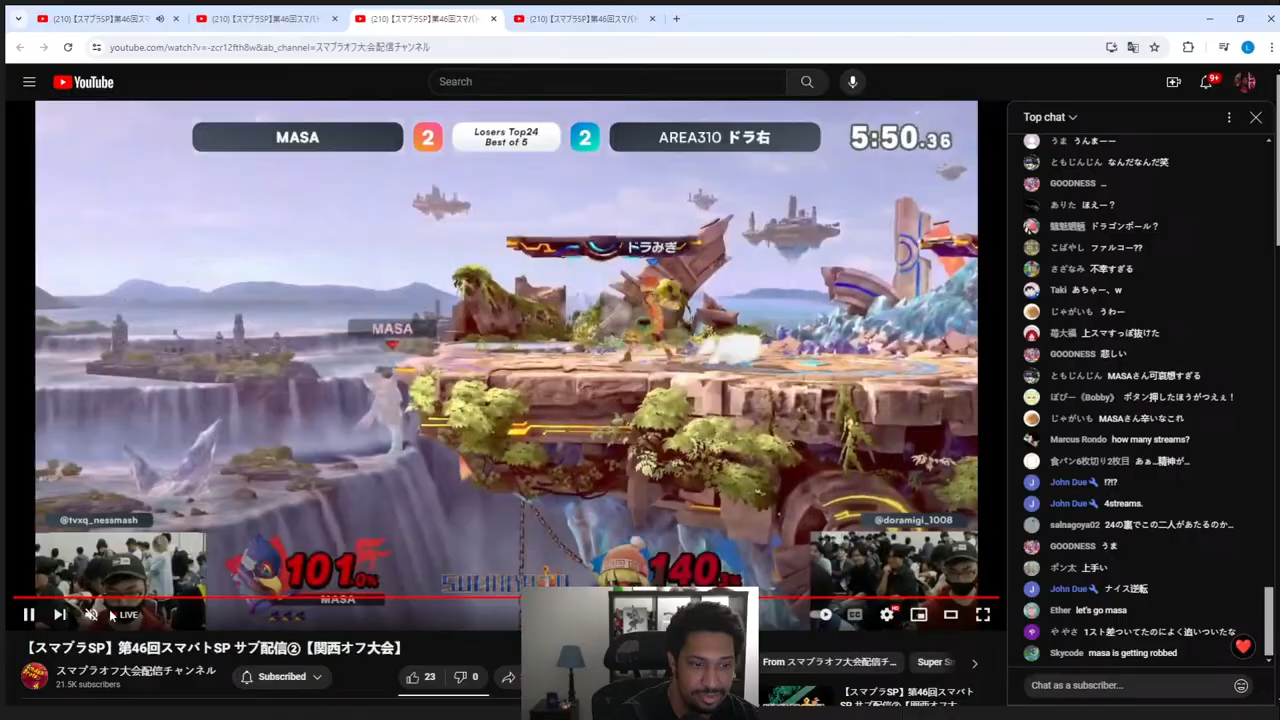 (210) 【スマブラSP】第46回スマ
(210) 【スマブラSP】第46回スマバト
(210) 【スマブラSP】第46回スマバト
(210) 【スマブラSP】第46回スマバト
youtube.com/watch?v=-zcr12fth8w&ab_channel=スマブラオフ大会配信チャンネル
L
YouTube
Search
9+
MASA
2
Losers Top24
Best of 5
2
AREA310 ドラ右
5:50.36
ドラみぎ
MASA
@tvxq_nessmash
@doramigi_1008
101.0%
MASA
140.
LIVE
CC
HD
【スマブラSP】第46回スマバトSP サブ配信②【関西オフ大会】
スマブラオフ大会配信チャンネル
21.5K subscribers
Subscribed
23
0
From スマブラオフ大会配信チ...
Super S
【スマブラSP】第46回スマバト
SP サブ配信②【関西オフ大
Top chat
うま うんまーー
ともじんじん なんだなんだ笑
GOODNESS ...
ありた ほえー？
魑魅魍魎 ドラゴンボール？
こばやし ファルコー??
さざなみ 不幸すぎる
Taki あちゃー、w
じゃがいも うわー
苺大福 上スマすっぽ抜けた
GOODNESS 悲しい
ともじんじん MASAさん可哀想すぎる
ぼびー《Bobby》 ボタン押したほうがつえぇ！
じゃがいも MASAさん辛いなこれ
Marcus Rondo how many streams?
食パン6枚切り2枚目 あぁ...精神が...
John Due !?!?
John Due 4streams.
salnagoya02 24の裏でこの二人があたるのか...
GOODNESS うま
ポン太 上手い
John Due ナイス逆転
Ether let's go masa
ややさ 1スト差ついてたのによく追いついたな
Skycode masa is getting robbed
Chat as a subscriber...